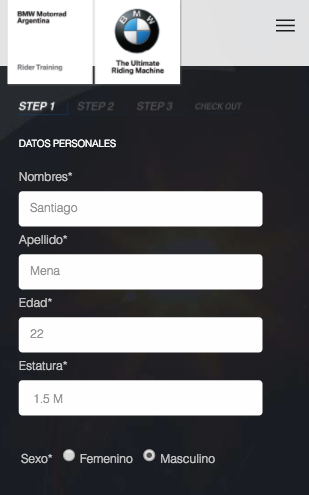 BMW Motorrad
Argentina
Rider Training
BMW
The Ultimate
Riding Machine
STEP 1 STEP 2 STEP 3 CHECK OUT
DATOS PERSONALES
Nombres*
Santiago
Apellido*
Mena
Edad*
22
Estatura*
1.5 M
Sexo* Femenino Masculino